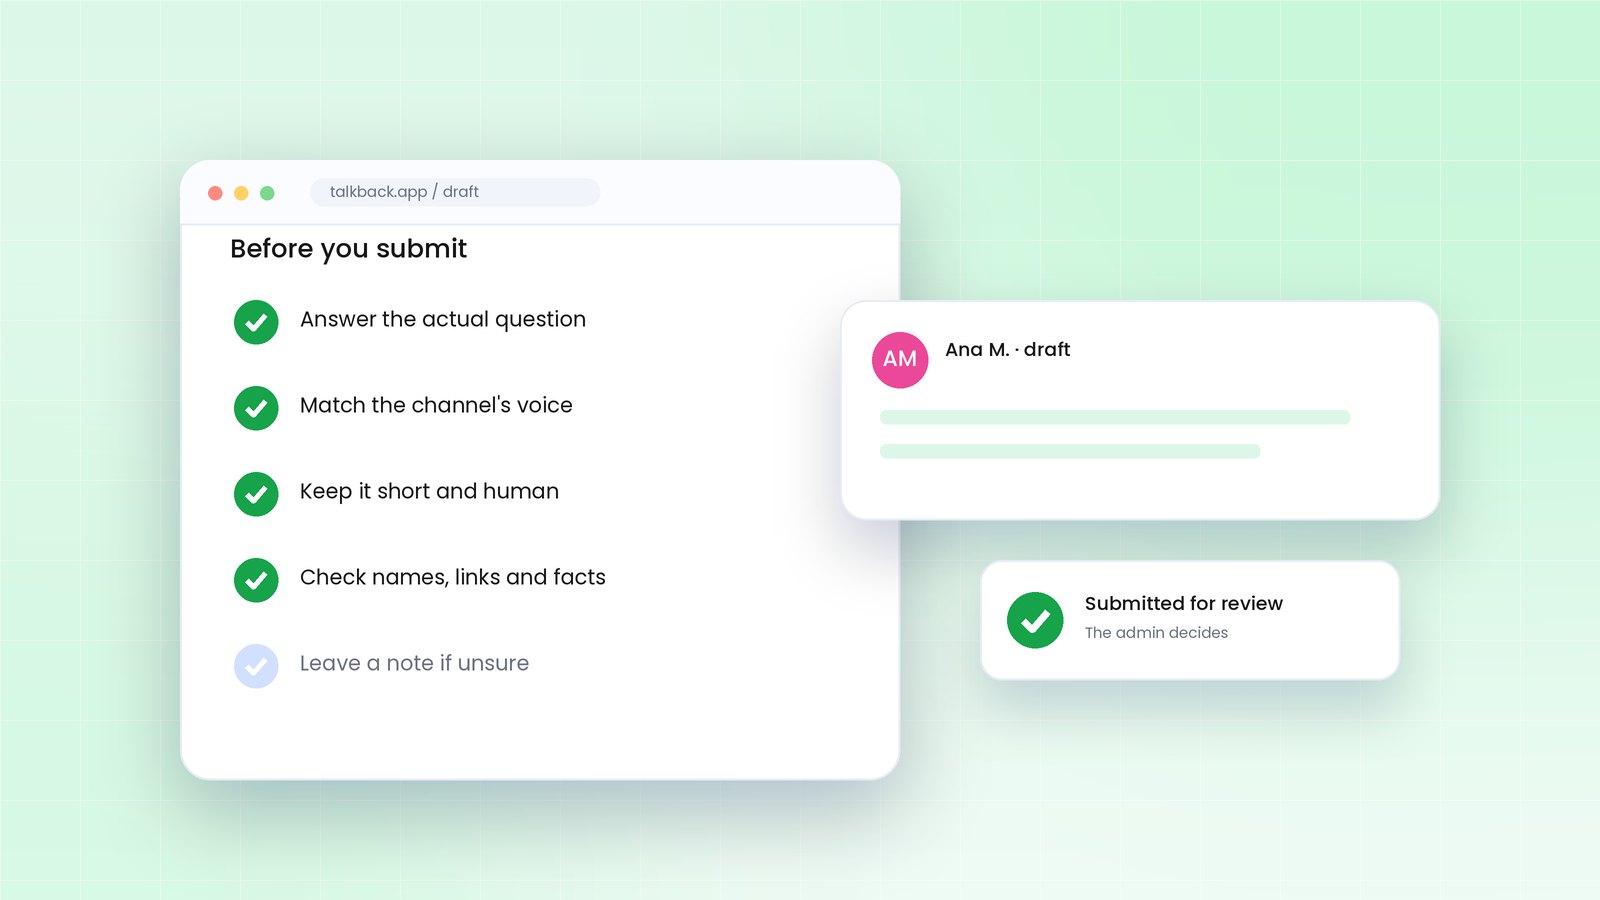 talkback.app / draft
Before you submit
Answer the actual question
Match the channel's voice
Keep it short and human
Check names, links and facts
Leave a note if unsure
AM
Ana M. · draft
Submitted for review
The admin decides